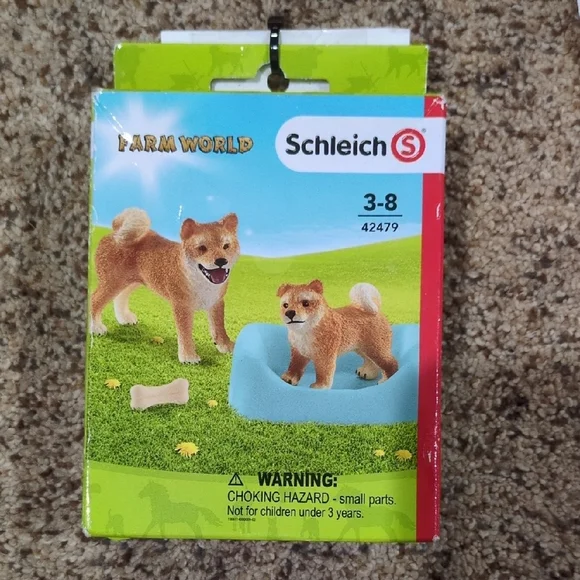 FARM WORLD
Schleich S
3-8
42479
WARNING:
CHOKING HAZARD - small parts.
Not for children under 3 years.